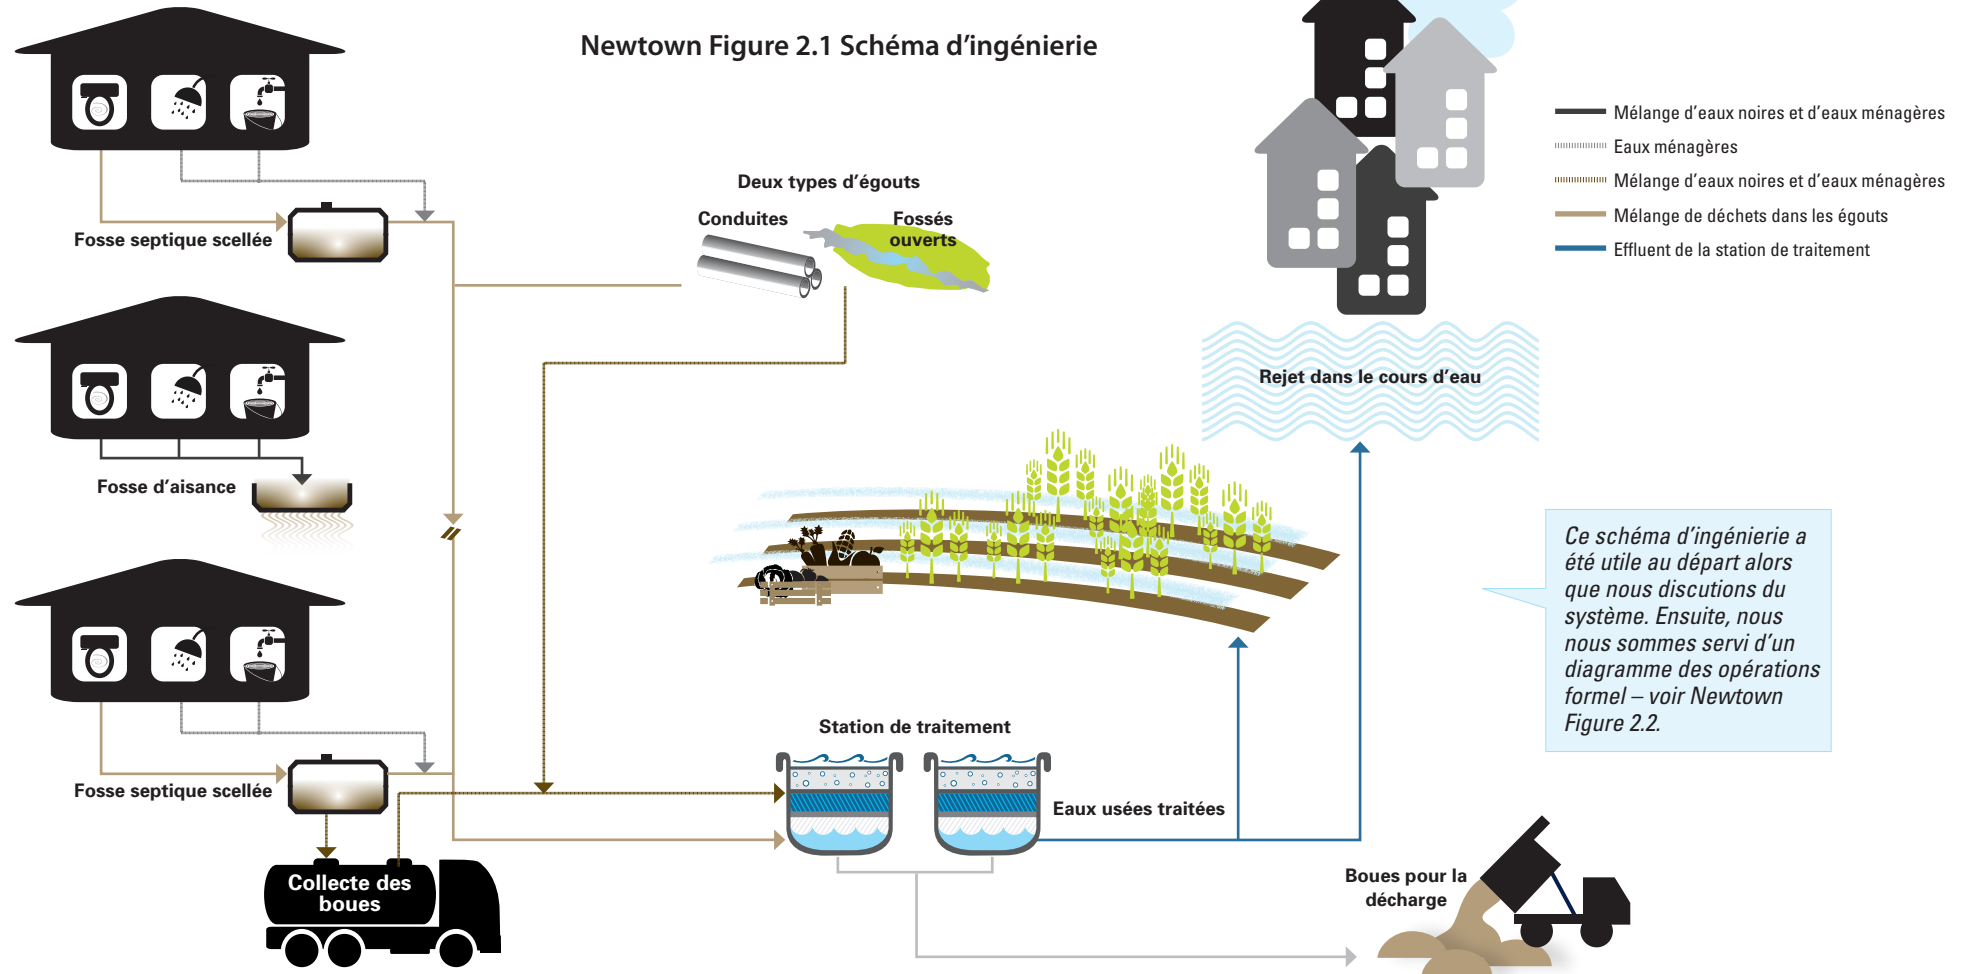 Newtown Figure 2.1 Schéma d’ingénierie
Mélange d’eaux noires et d’eaux ménagères
Eaux ménagères
Mélange d’eaux noires et d’eaux ménagères
Mélange de déchets dans les égouts
Effluent de la station de traitement
Deux types d’égouts
Conduites
Fossés
ouverts
Fosse septique scellée
Rejet dans le cours d’eau
Fosse d’aisance
Ce schéma d’ingénierie a
été utile au départ alors
que nous discutions du
système. Ensuite, nous
nous sommes servi d’un
diagramme des opérations
formel – voir Newtown
Figure 2.2.
Station de traitement
Fosse septique scellée
Eaux usées traitées
Collecte des
boues
Boues pour la
décharge